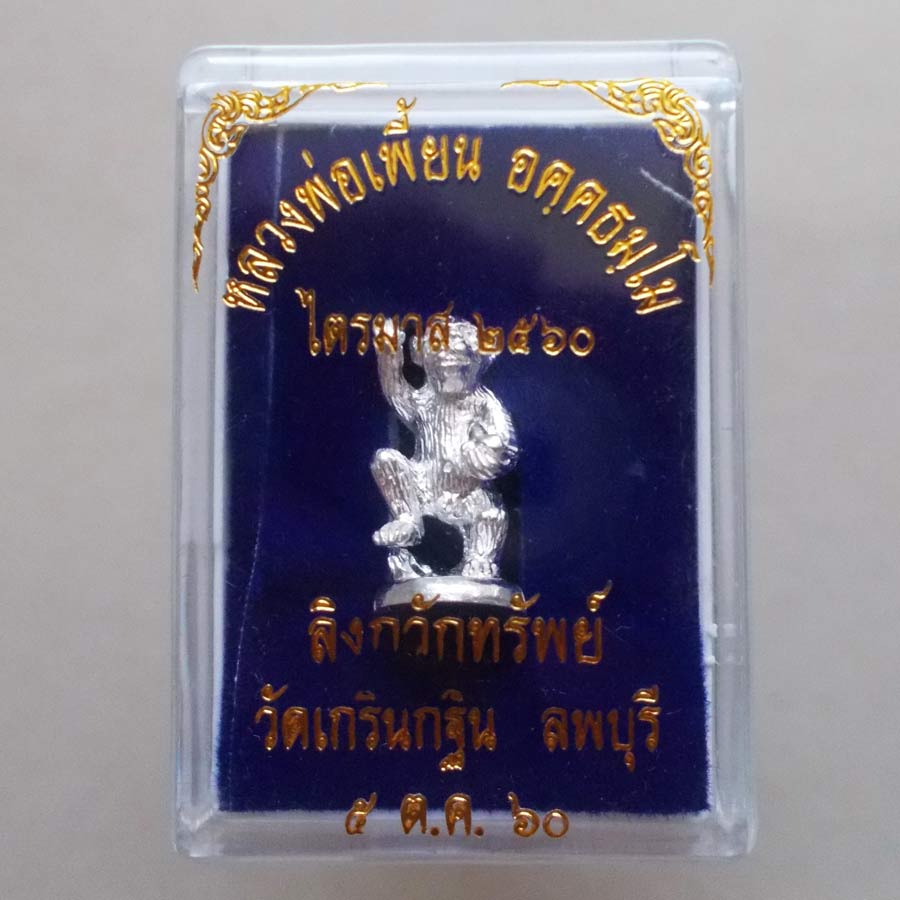 หลวงพ่อเพี้ยน อคฺคธมฺโม
ไตรมาส ๒๕๖๐
ลิงกวักทรัพย์
วัดเกริ่นกฐิน ลพบุรี
๕ ต.ค. ๖๐